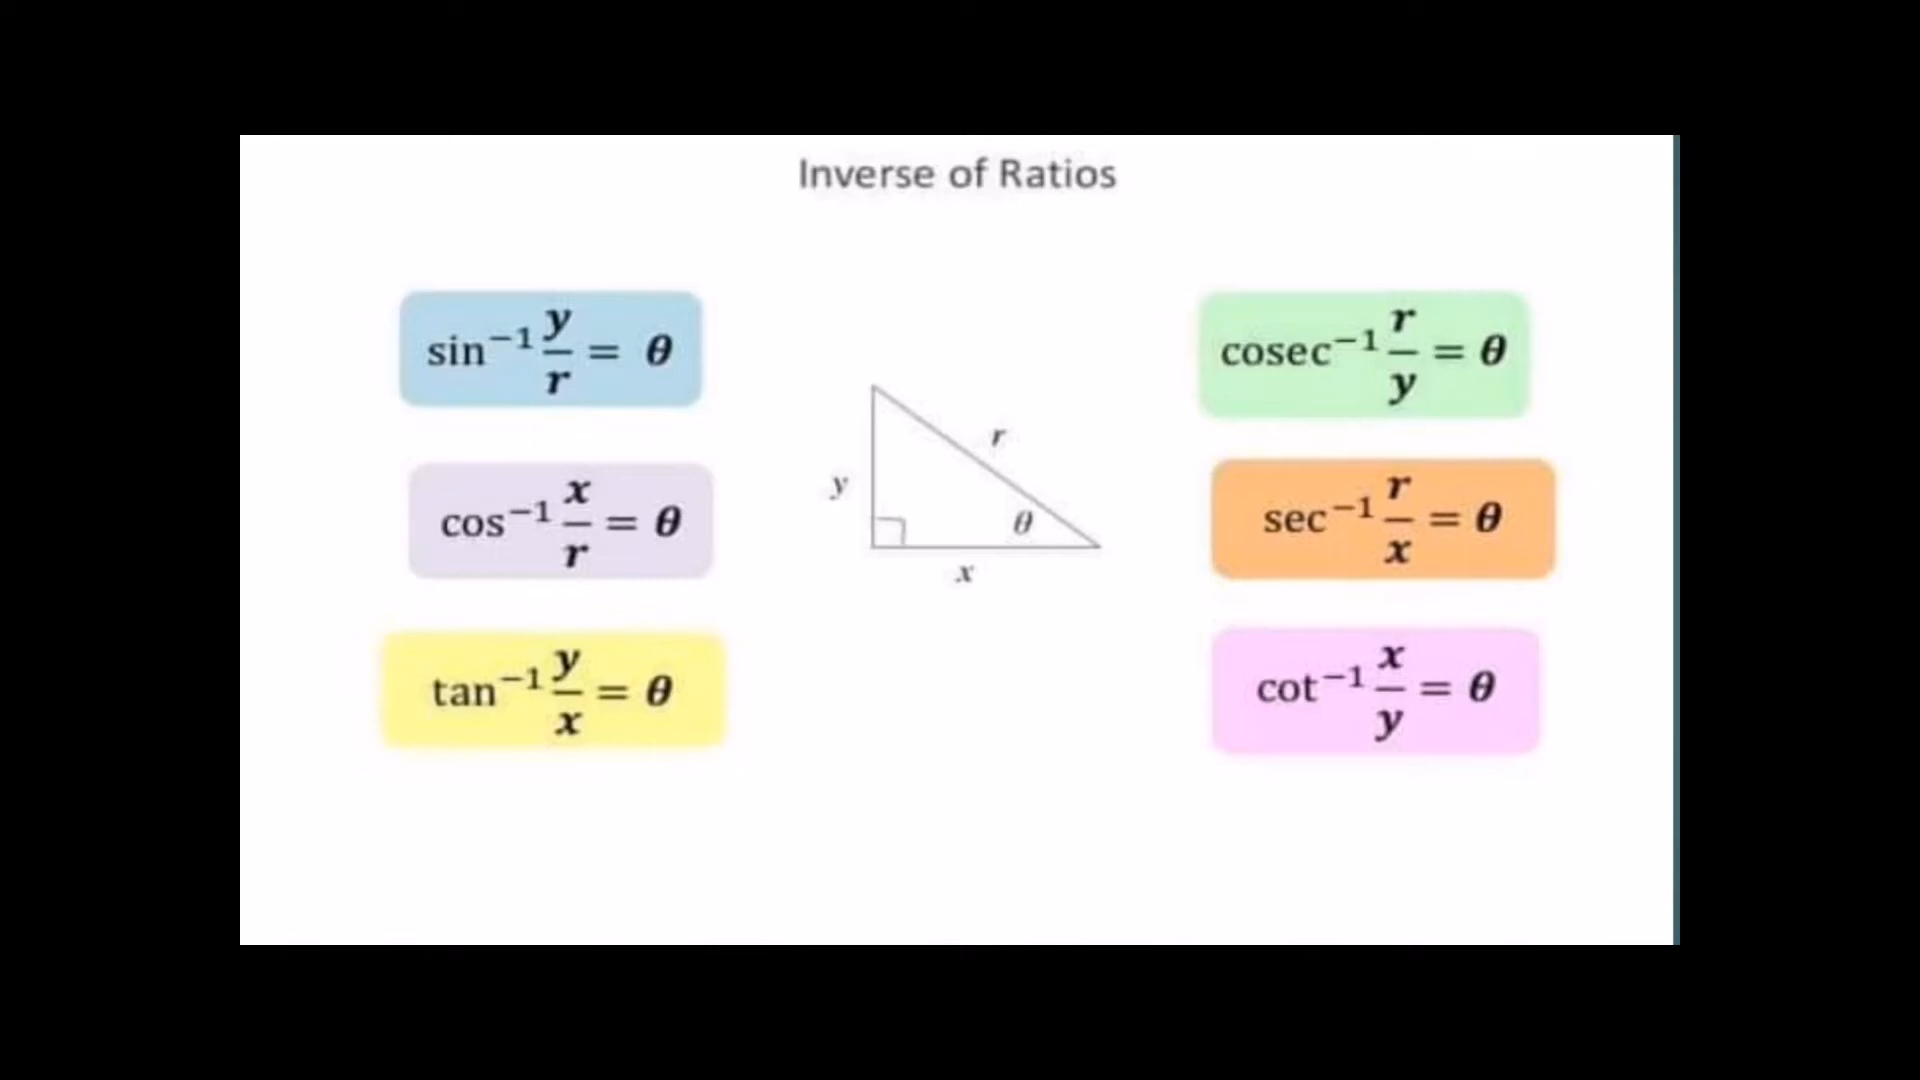 Inverse of Ratios
sin⁻¹ y/r = θ
cos⁻¹ x/r = θ
tan⁻¹ y/x = θ
r
y
θ
x
cosec⁻¹ r/y = θ
sec⁻¹ r/x = θ
cot⁻¹ x/y = θ